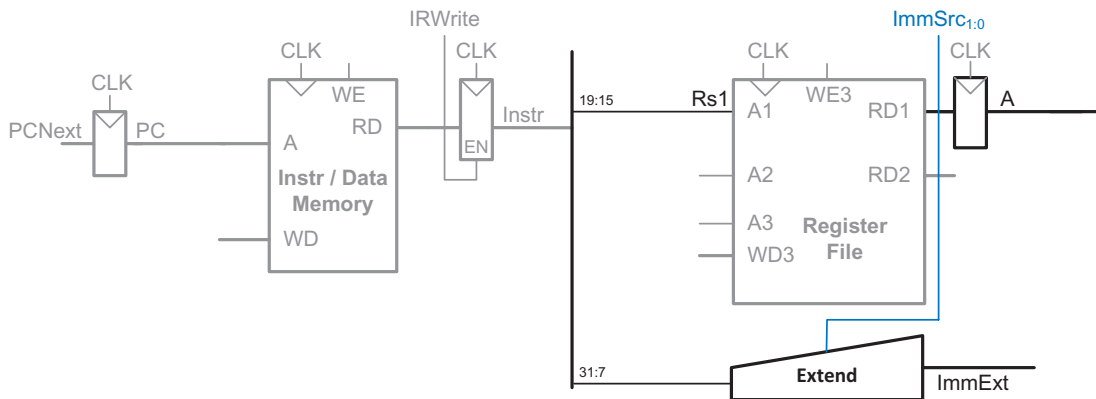 IRWrite
ImmSrc1:0
CLK
CLK
CLK
CLK
CLK
WE
19:15
Rs1
WE3
PCNext
PC
RD
Instr
A1
RD1
A
A
EN
Instr / Data
Memory
A2
RD2
WD
A3
Register
File
WD3
31:7
Extend
ImmExt